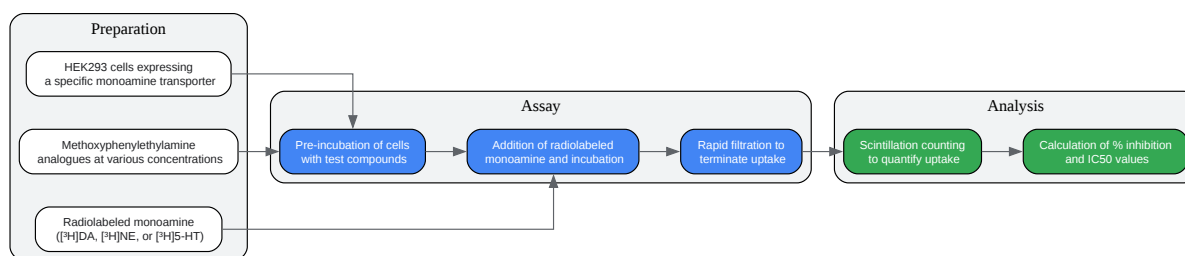 Preparation
HEK293 cells expressing
a specific monoamine transporter
Methoxyphenylethylamine
analogues at various concentrations
Radiolabeled monoamine
([³H]DA, [³H]NE, or [³H]5-HT)
Assay
Pre-incubation of cells
with test compounds
Addition of radiolabeled
monoamine and incubation
Rapid filtration to
terminate uptake
Analysis
Scintillation counting
to quantify uptake
Calculation of % inhibition
and IC50 values